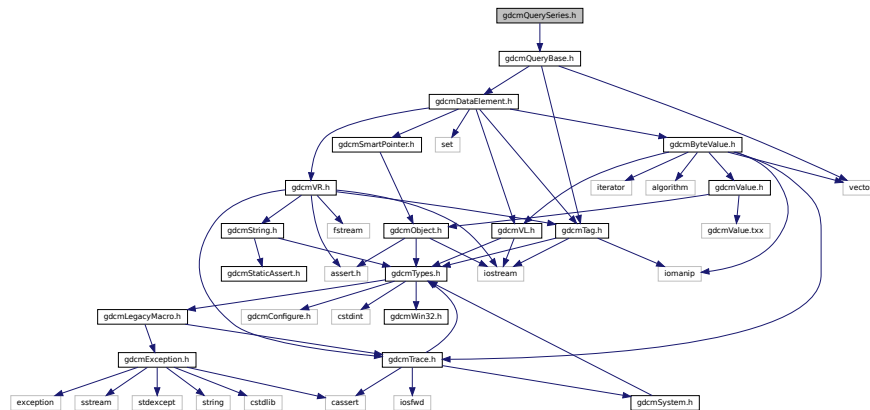 gdcmQuerySeries.h
gdcmQueryBase.h
gdcmDataElement.h
gdcmSmartPointer.h
set
gdcmByteValue.h
gdcmVR.h
iterator
algorithm
gdcmValue.h
vecto
gdcmString.h
fstream
gdcmObject.h
gdcmVL.h
gdcmTag.h
gdcmValue.txx
gdcmStaticAssert.h
assert.h
gdcmTypes.h
iostream
iomanip
gdcmLegacyMacro.h
gdcmConfigure.h
cstdint
gdcmWin32.h
gdcmException.h
gdcmTrace.h
exception
sstream
stdexcept
string
cstdlib
cassert
iosfwd
gdcmSystem.h